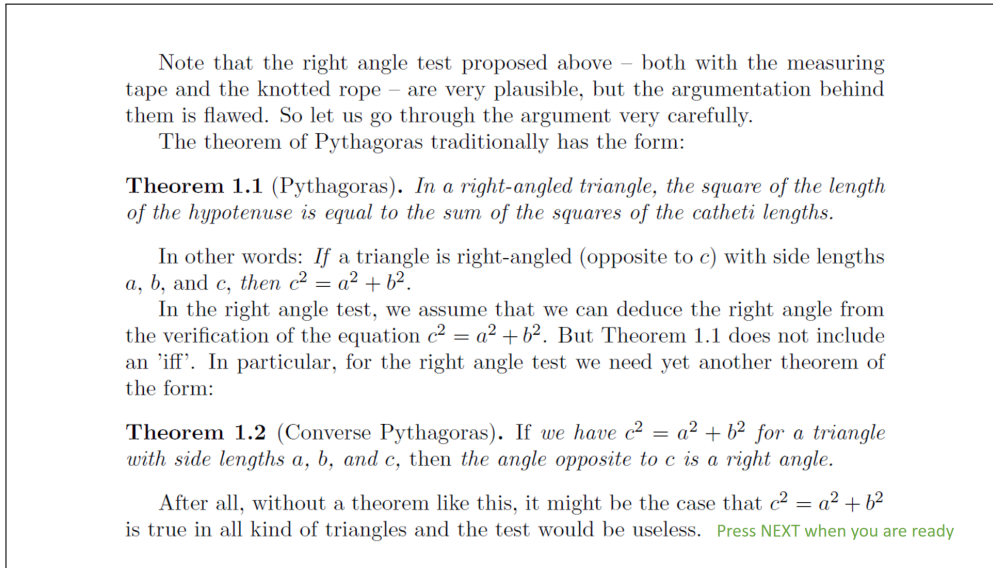 Note that the right angle test proposed above – both with the measuring
tape and the knotted rope – are very plausible, but the argumentation behind
them is flawed. So let us go through the argument very carefully.
The theorem of Pythagoras traditionally has the form:
Theorem 1.1 (Pythagoras). In a right-angled triangle, the square of the length
of the hypotenuse is equal to the sum of the squares of the catheti lengths.
In other words: If a triangle is right-angled (opposite to c) with side lengths
a, b, and c, then c² = a² + b².
In the right angle test, we assume that we can deduce the right angle from
the verification of the equation c² = a² + b². But Theorem 1.1 does not include
an 'iff'. In particular, for the right angle test we need yet another theorem of
the form:
Theorem 1.2 (Converse Pythagoras). If we have c² = a² + b² for a triangle
with side lengths a, b, and c, then the angle opposite to c is a right angle.
After all, without a theorem like this, it might be the case that c² = a² + b²
is true in all kind of triangles and the test would be useless. Press NEXT when you are ready